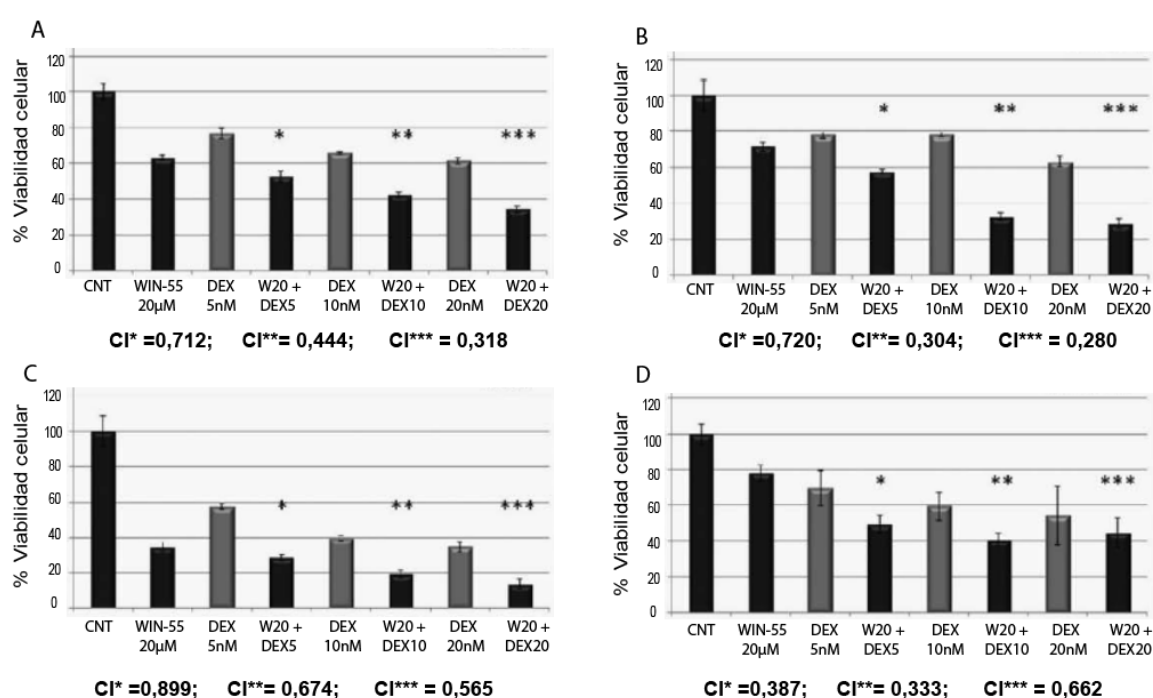 A
% Viabilidad celular
120
100
80
60
40
20
0
* ** ***
CNT WIN-55 20µM DEX 5nM W20 + DEX5 DEX 10nM W20 + DEX10 DEX 20nM W20 + DEX20
CI* =0,712; CI**= 0,444; CI*** = 0,318
B
% Viabilidad celular
120
100
80
60
40
20
0
* ** ***
CNT WIN-55 20µM DEX 5nM W20 + DEX5 DEX 10nM W20 + DEX10 DEX 20nM W20 + DEX20
CI* =0,720; CI**= 0,304; CI*** = 0,280
C
% Viabilidad celular
120
100
80
60
40
20
0
* ** ***
CNT WIN-55 20µM DEX 5nM W20 + DEX5 DEX 10nM W20 + DEX10 DEX 20nM W20 + DEX20
CI* =0,899; CI**= 0,674; CI*** = 0,565
D
% Viabilidad celular
120
100
80
60
40
20
0
* ** ***
CNT WIN-55 20µM DEX 5nM W20 + DEX5 DEX 10nM W20 + DEX10 DEX 20nM W20 + DEX20
CI* =0,387; CI**= 0,333; CI*** = 0,662